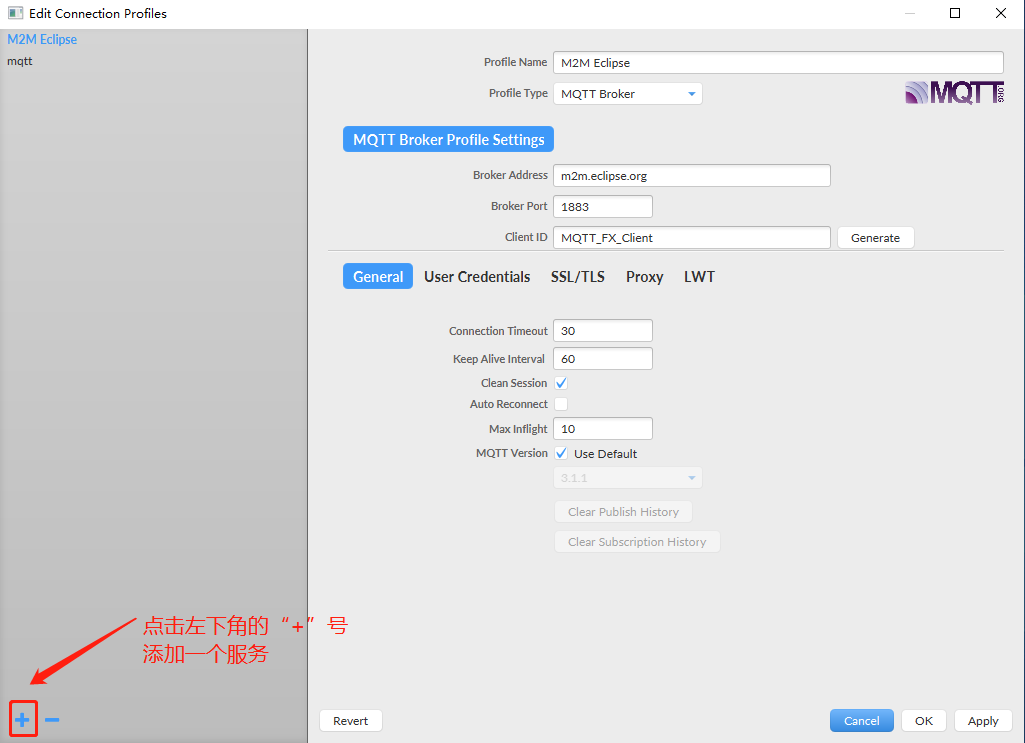 Edit Connection Profiles
M2M Eclipse
mqtt
Profile Name M2M Eclipse
Profile Type MQTT Broker
MQTT.ORG
MQTT Broker Profile Settings
Broker Address m2m.eclipse.org
Broker Port 1883
Client ID MQTT_FX_Client Generate
General User Credentials SSL/TLS Proxy LWT
Connection Timeout 30
Keep Alive Interval 60
Clean Session
Auto Reconnect
Max Inflight 10
MQTT Version Use Default
3.1.1
Clear Publish History
Clear Subscription History
点击左下角的“+”号
添加一个服务
Revert Cancel OK Apply